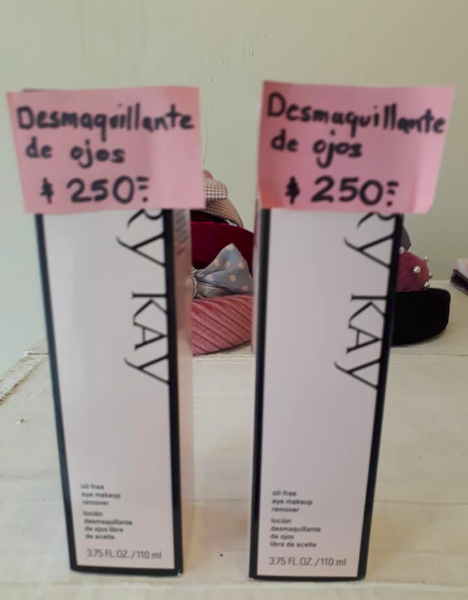 Desmaquillante
de ojos
$ 250.=
RY KAY
oil-free
eye makeup
remover
loción
desmaquillante
de ojos libre
de aceite
3.75 FL.OZ./110 ml
Desmaquillante
de ojos
$ 250.=
RY KAY
oil-free
eye makeup
remover
loción
desmaquillante
de ojos
libre de aceite
3.75 FL.OZ./110 ml